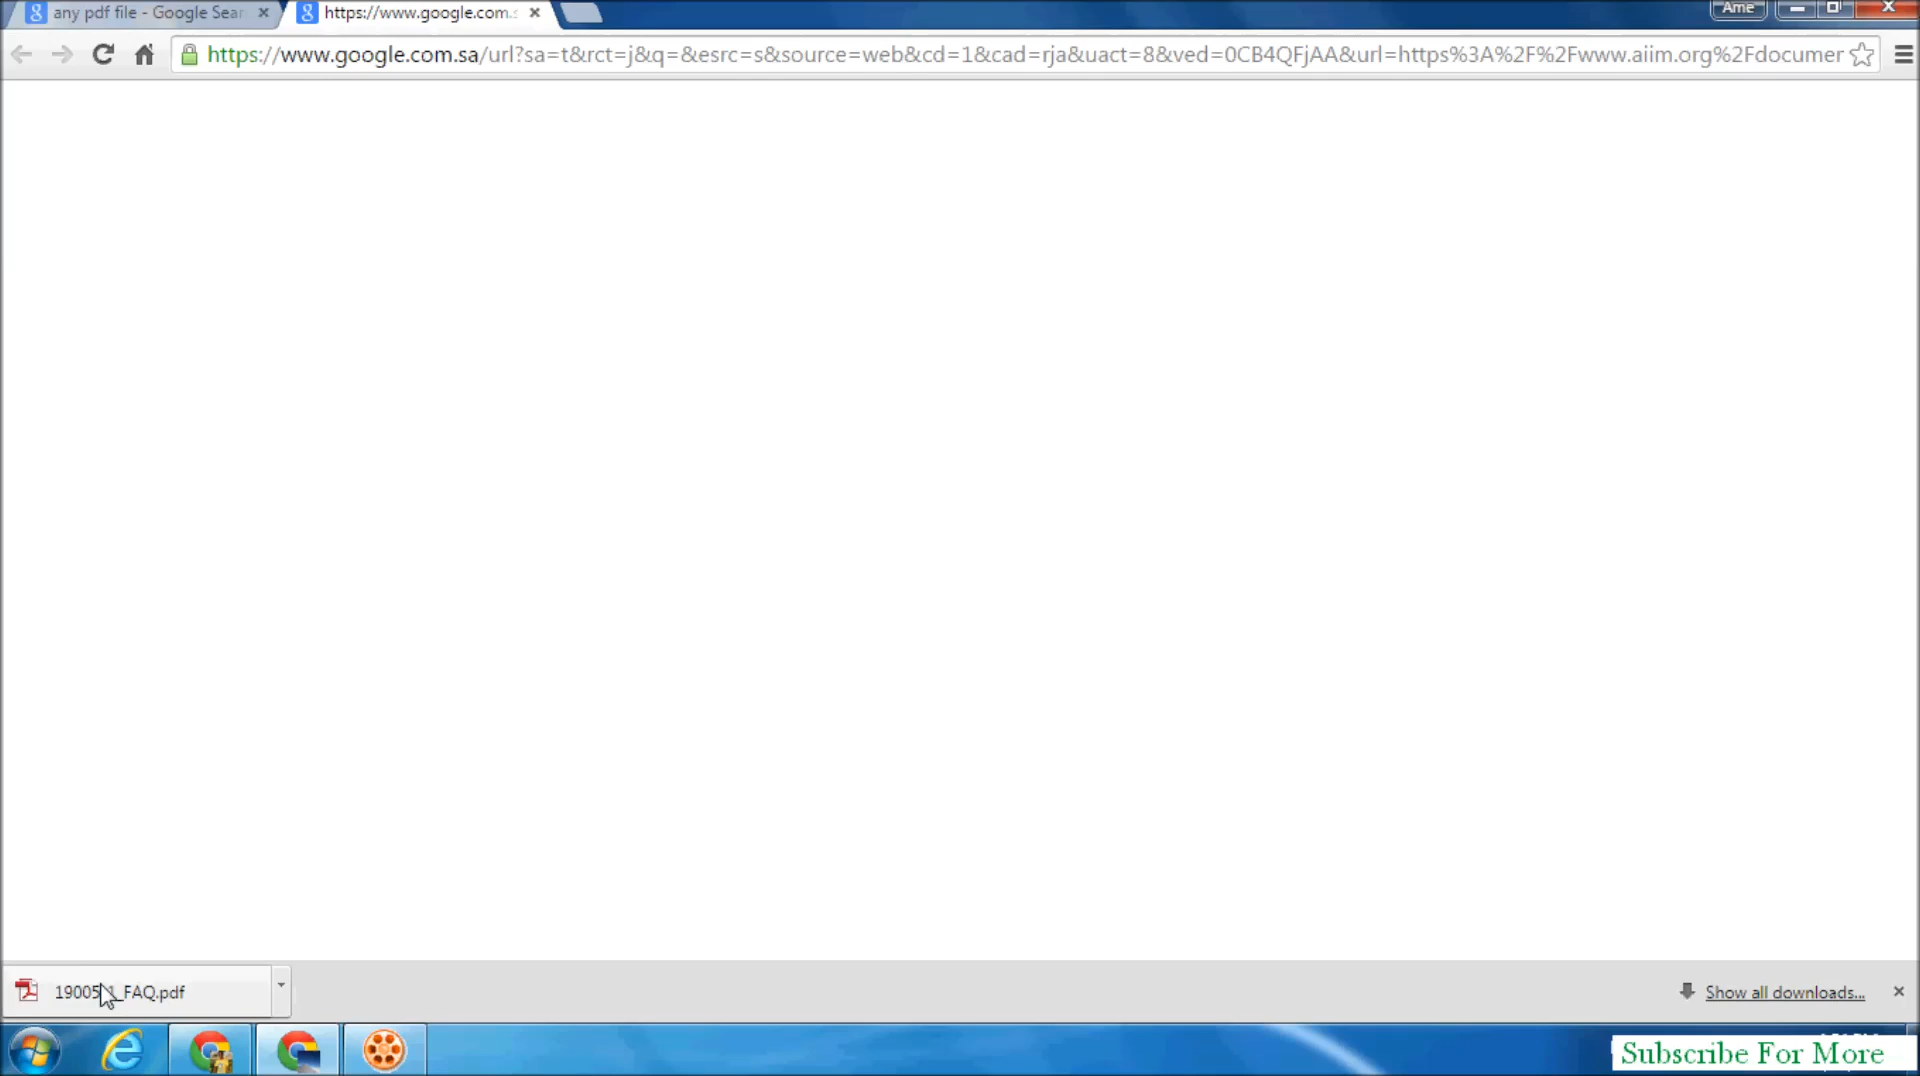 any pdf file - Google Sear
https://www.google.com.s
Ame
https://www.google.com.sa/url?sa=t&rct=j&q=&esrc=s&source=web&cd=1&cad=rja&uact=8&ved=0CB4QFjAA&url=https%3A%2F%2Fwww.aiim.org%2Fdocumer
_FAQ.pdf
Show all downloads...
Subscribe For More